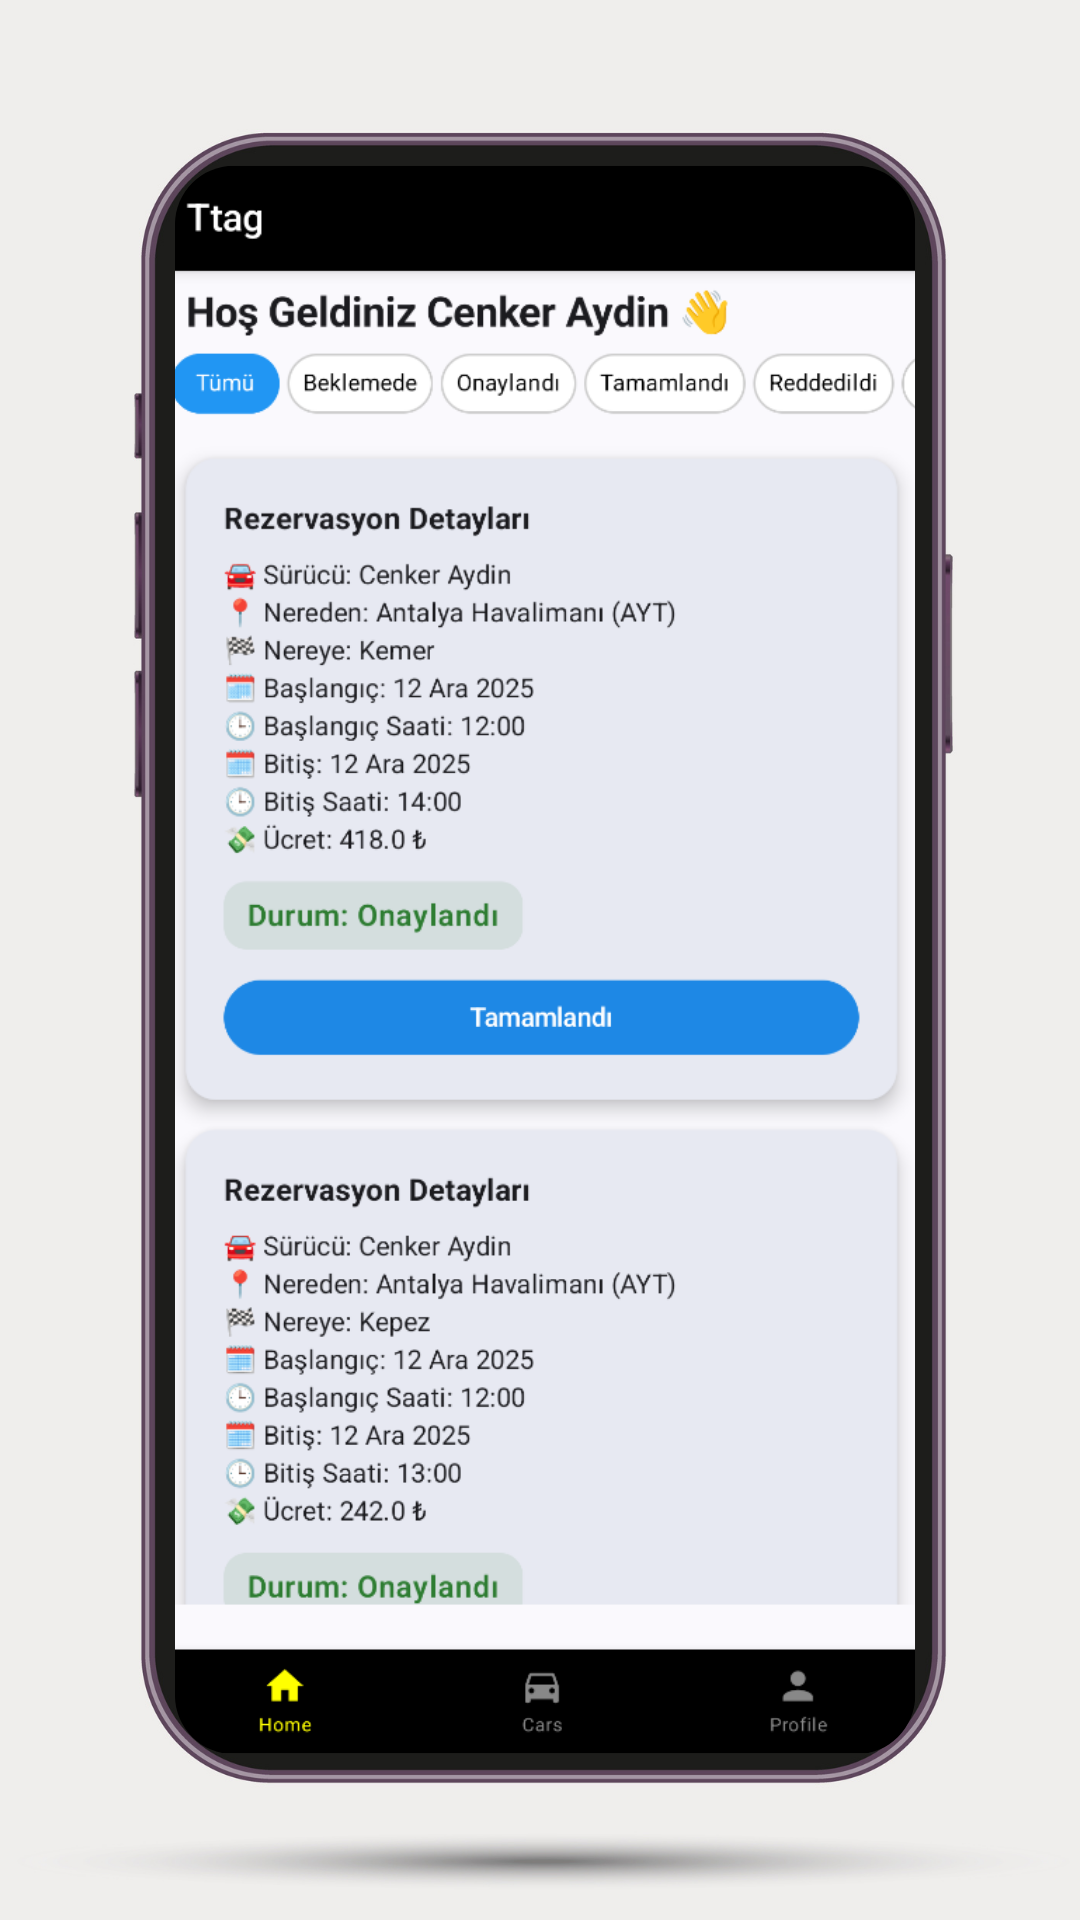 Ttag
Hoş Geldiniz Cenker Aydin 👋
Tümü Beklemede Onaylandı Tamamlandı Reddedildi
Rezervasyon Detayları
🚘 Sürücü: Cenker Aydin
📍 Nereden: Antalya Havalimanı (AYT)
🏁 Nereye: Kemer
🗓️ Başlangıç: 12 Ara 2025
🕒 Başlangıç Saati: 12:00
🗓️ Bitiş: 12 Ara 2025
🕒 Bitiş Saati: 14:00
💸 Ücret: 418.0 ₺
Durum: Onaylandı
Tamamlandı
Rezervasyon Detayları
🚘 Sürücü: Cenker Aydin
📍 Nereden: Antalya Havalimanı (AYT)
🏁 Nereye: Kepez
🗓️ Başlangıç: 12 Ara 2025
🕒 Başlangıç Saati: 12:00
🗓️ Bitiş: 12 Ara 2025
🕒 Bitiş Saati: 13:00
💸 Ücret: 242.0 ₺
Durum: Onaylandı
Home Cars Profile